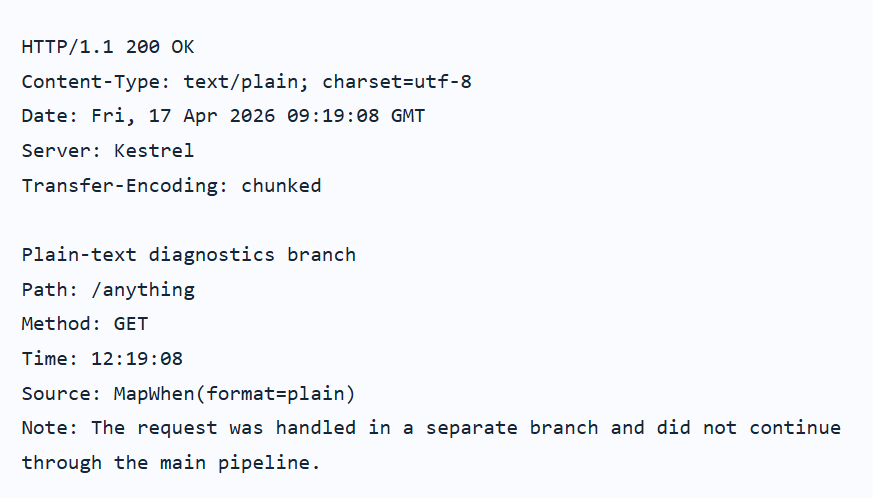 HTTP/1.1 200 OK
Content-Type: text/plain; charset=utf-8
Date: Fri, 17 Apr 2026 09:19:08 GMT
Server: Kestrel
Transfer-Encoding: chunked

Plain-text diagnostics branch
Path: /anything
Method: GET
Time: 12:19:08
Source: MapWhen(format=plain)
Note: The request was handled in a separate branch and did not continue
through the main pipeline.